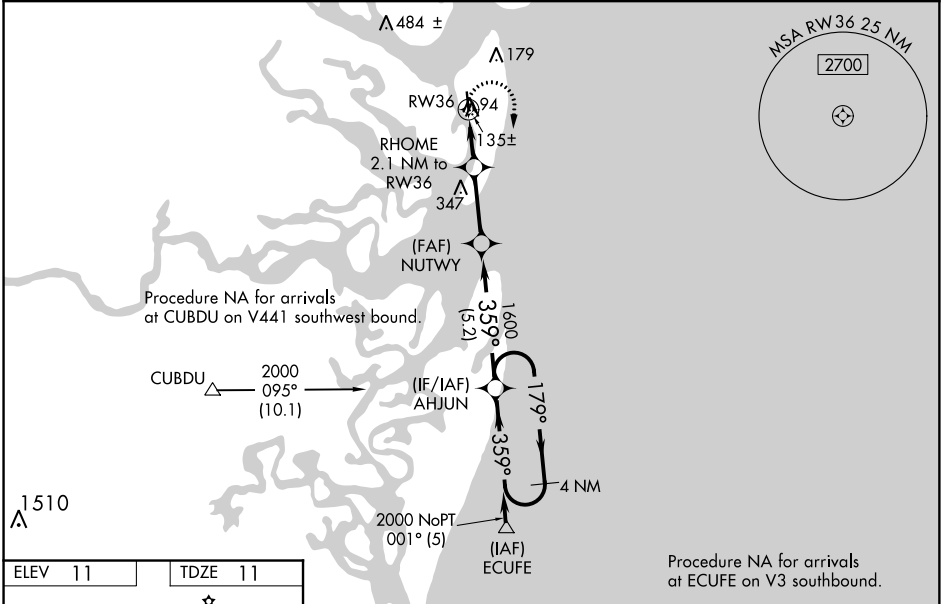 484 ±
179
MSA RW36 25 NM
2700
RW36
94
135±
RHOME
2.1 NM to
RW36
347
(FAF)
NUTWY
Procedure NA for arrivals
at CUBDU on V441 southwest bound.
359°
1600
(5.2)
CUBDU
2000
095°
(10.1)
(IF/IAF)
AHJUN
179°
359°
4 NM
1510
2000 NoPT
001° (5)
(IAF)
ECUFE
Procedure NA for arrivals
at ECUFE on V3 southbound.
ELEV 11
TDZE 11